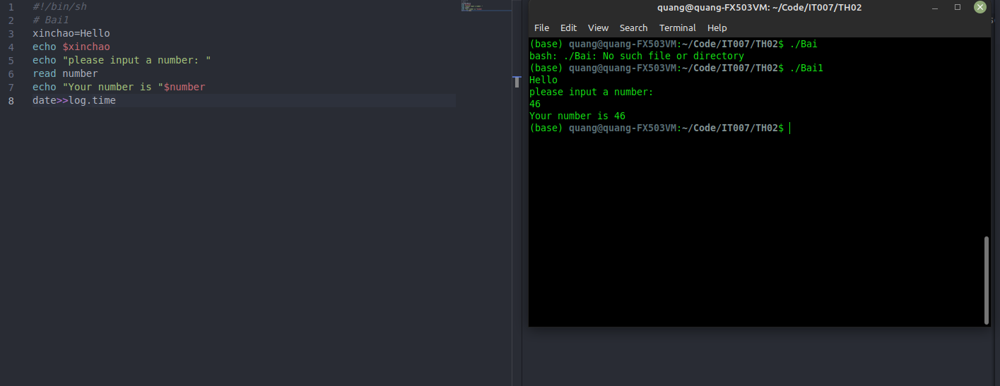 1 #!/bin/sh
2 # Bai1
3 xinchao=Hello
4 echo $xinchao
5 echo "please input a number: "
6 read number
7 echo "Your number is "$number
8 date>>log.time
quang@quang-FX503VM: ~/Code/IT007/TH02
File Edit View Search Terminal Help
(base) quang@quang-FX503VM:~/Code/IT007/TH02$ ./Bai
bash: ./Bai: No such file or directory
(base) quang@quang-FX503VM:~/Code/IT007/TH02$ ./Bai1
Hello
please input a number:
46
Your number is 46
(base) quang@quang-FX503VM:~/Code/IT007/TH02$